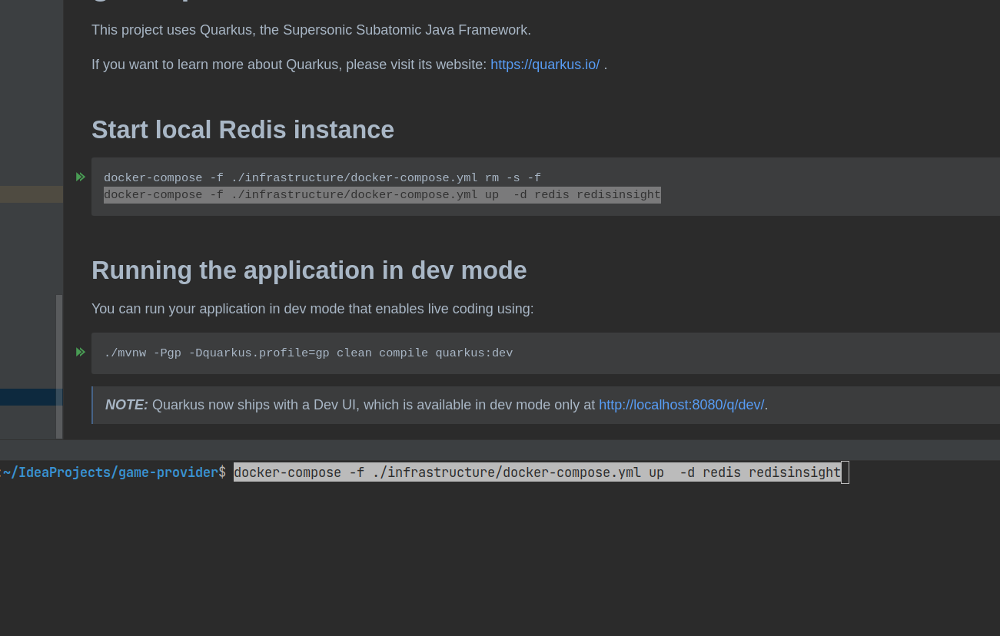 This project uses Quarkus, the Supersonic Subatomic Java Framework.
If you want to learn more about Quarkus, please visit its website: https://quarkus.io/ .
Start local Redis instance
docker-compose -f ./infrastructure/docker-compose.yml rm -s -f
docker-compose -f ./infrastructure/docker-compose.yml up  -d redis redisinsight
Running the application in dev mode
You can run your application in dev mode that enables live coding using:
./mvnw -Pgp -Dquarkus.profile=gp clean compile quarkus:dev
NOTE: Quarkus now ships with a Dev UI, which is available in dev mode only at http://localhost:8080/q/dev/.
:~/IdeaProjects/game-provider$ docker-compose -f ./infrastructure/docker-compose.yml up  -d redis redisinsight